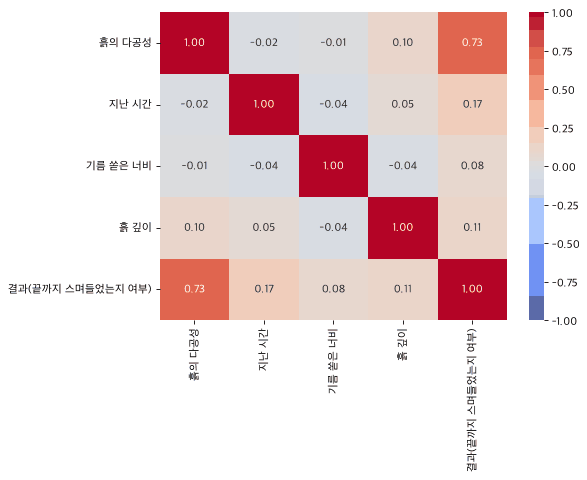 흙의 다공성 1.00 -0.02 -0.01 0.10 0.73
지난 시간 -0.02 1.00 -0.04 0.05 0.17
기름 쏟은 너비 -0.01 -0.04 1.00 -0.04 0.08
흙 깊이 0.10 0.05 -0.04 1.00 0.11
결과(끝까지 스며들었는지 여부) 0.73 0.17 0.08 0.11 1.00
흙의 다공성
지난 시간
기름 쏟은 너비
흙 깊이
결과(끝까지 스며들었는지 여부)
1.00
0.75
0.50
0.25
0.00
-0.25
-0.50
-0.75
-1.00